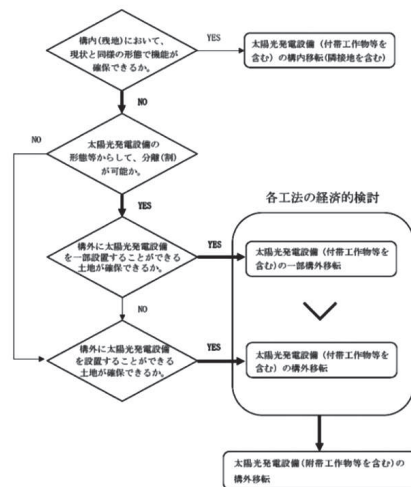 構内(残地)において、
現状と同様の形態で機能が
確保できるか。
YES
太陽光発電設備（付帯工作物等を
含む）の構内移転(隣接地を含む)
NO
NO
太陽光発電設備の
形態等からして、分離(割)
が可能か。
YES
各工法の経済的検討
構外に太陽光発電設備
を一部設置することができる
土地が確保できるか。
YES
太陽光発電設備（付帯工作物等を
含む)の一部構外移転
NO
構外に太陽光発電設備
を設置することができる
土地が確保できるか。
YES
太陽光発電設備（付帯工作物等を
含む）の構外移転
太陽光発電設備(附帯工作物等を含む)の
構外移転